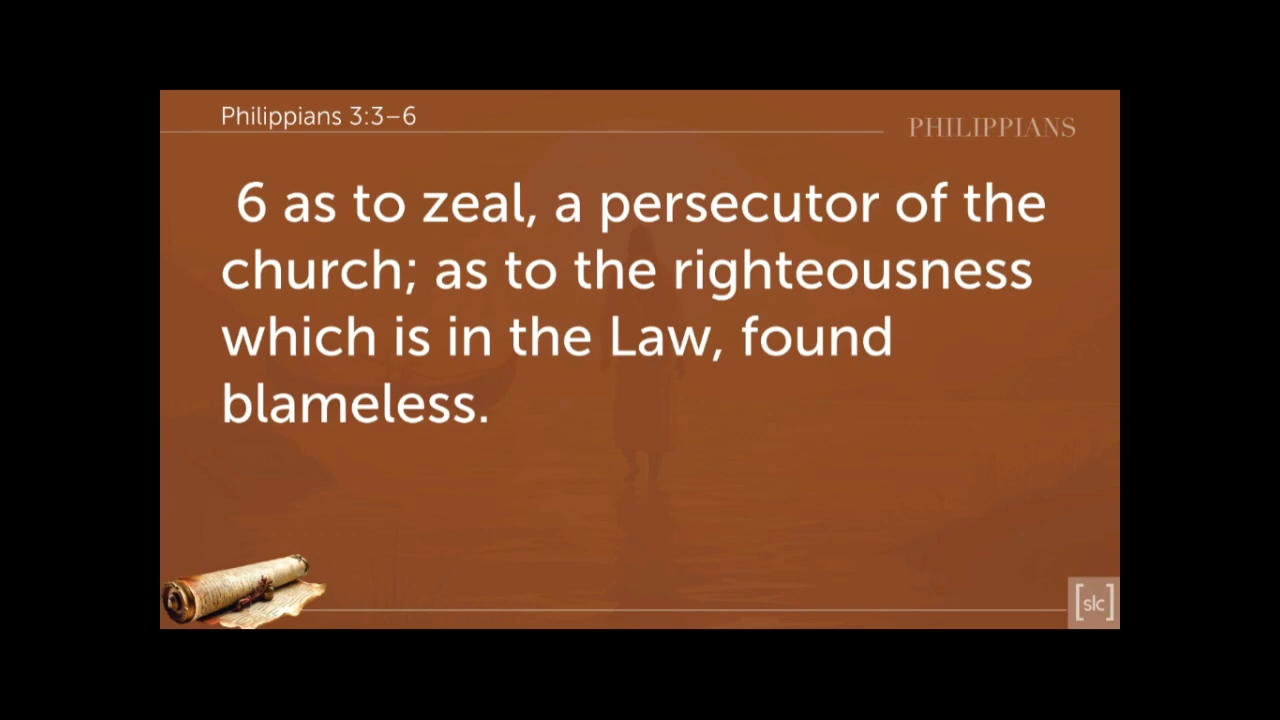 Philippians 3:3–6
PHILIPPIANS
6 as to zeal, a persecutor of the
church; as to the righteousness
which is in the Law, found
blameless.
[slc]